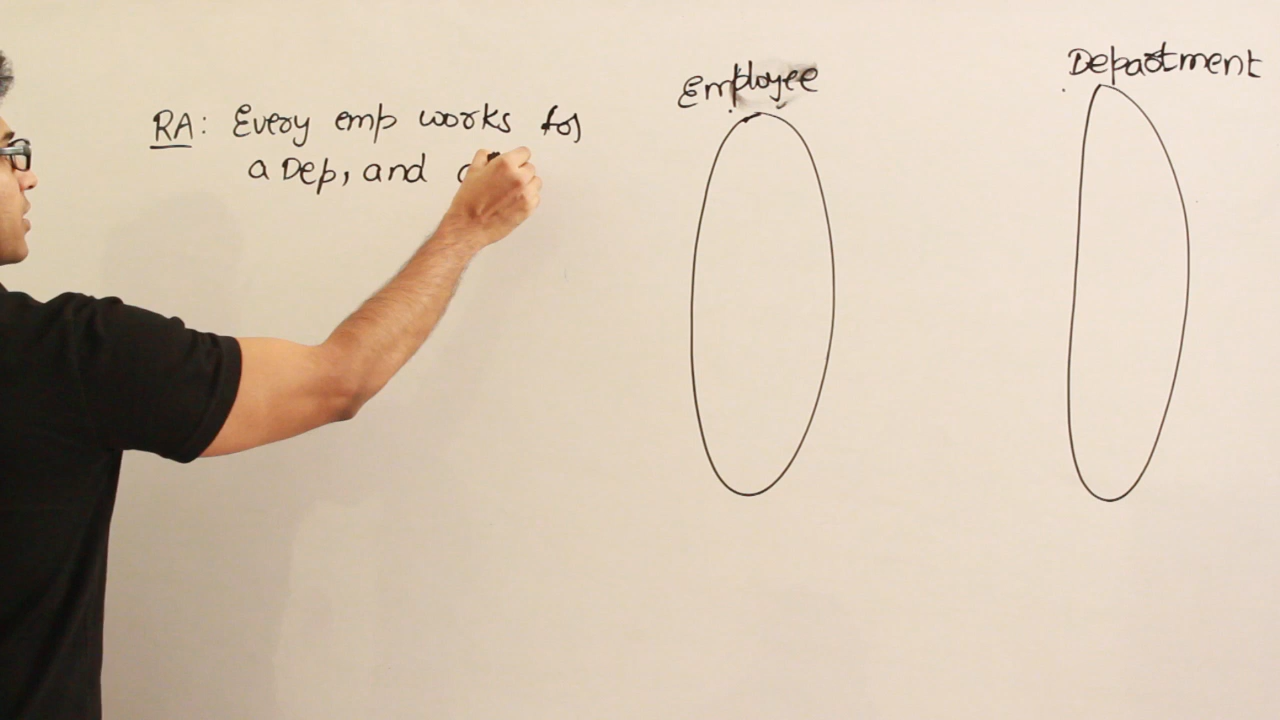 RA: Every emp works for
a Dep, and
Employee
Department